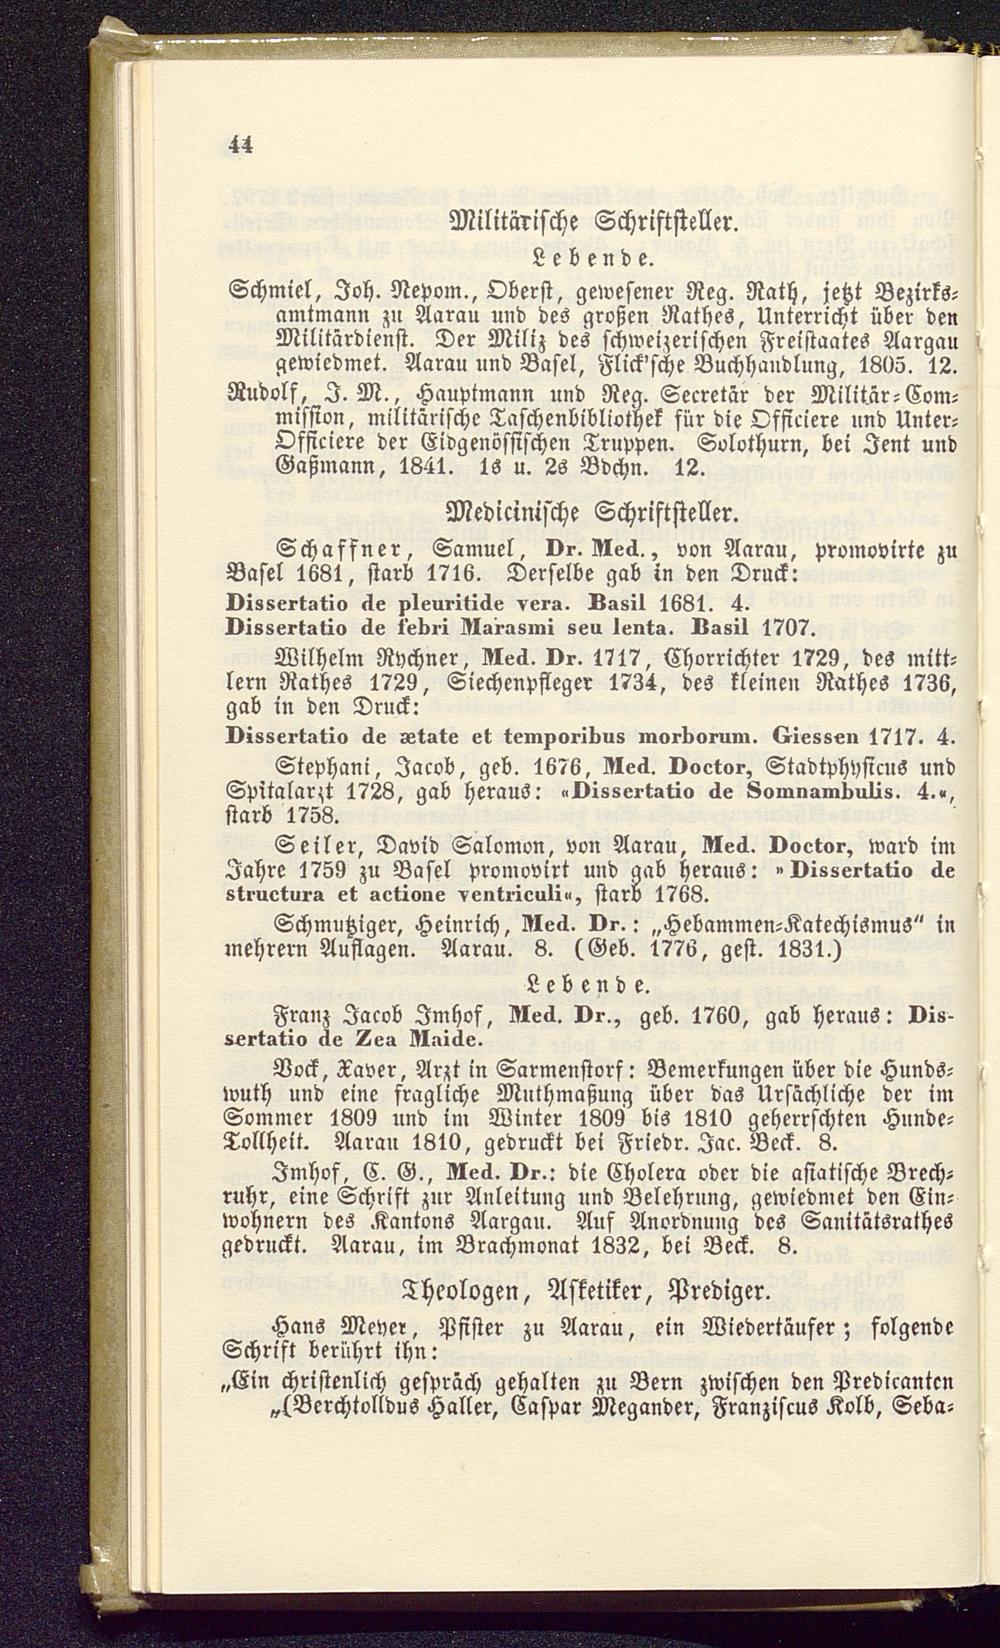 44
Militärische Schriftsteller.
Lebende.
Schmiel, Joh. Nepom., Oberst, gewesener Reg. Rath, jetzt Bezirks-
amtmann zu Aarau und des großen Rathes, Unterricht über den
Militärdienst. Der Miliz des schweizerischen Freistaates Aargau
gewiedmet. Aarau und Basel, Flick'sche Buchhandlung, 1805. 12.
Rudolf, J. M., Hauptmann und Reg. Secretär der Militär-Com-
mission, militärische Taschenbibliothek für die Officiere und Unter-
Officiere der Eidgenössischen Truppen. Solothurn, bei Jent und
Gaßmann, 1841. 1s u. 2s Bdchn. 12.
Medicinische Schriftsteller.
Schaffner, Samuel, Dr. Med., von Aarau, promovirte zu
Basel 1681, starb 1716. Derselbe gab in den Druck:
Dissertatio de pleuritide vera. Basil 1681. 4.
Dissertatio de febri Marasmi seu lenta. Basil 1707.
Wilhelm Rychner, Med. Dr. 1717, Chorrichter 1729, des mitt-
lern Rathes 1729, Siechenpfleger 1734, des kleinen Rathes 1736,
gab in den Druck:
Dissertatio de ætate et temporibus morborum. Giessen 1717. 4.
Stephani, Jacob, geb. 1676, Med. Doctor, Stadtphysicus und
Spitalarzt 1728, gab heraus: «Dissertatio de Somnambulis. 4.«,
starb 1758.
Seiler, David Salomon, von Aarau, Med. Doctor, ward im
Jahre 1759 zu Basel promovirt und gab heraus: »Dissertatio de
structura et actione ventriculi«, starb 1768.
Schmutziger, Heinrich, Med. Dr.: „Hebammen-Katechismus" in
mehrern Auflagen. Aarau. 8. (Geb. 1776, gest. 1831.)
Lebende.
Franz Jacob Imhof, Med. Dr., geb. 1760, gab heraus: Dis-
sertatio de Zea Maide.
Vock, Xaver, Arzt in Sarmenstorf: Bemerkungen über die Hunds-
wuth und eine fragliche Muthmaßung über das Ursächliche der im
Sommer 1809 und im Winter 1809 bis 1810 geherrschten Hunde-
Tollheit. Aarau 1810, gedruckt bei Friedr. Jac. Beck. 8.
Imhof, C. G., Med. Dr.: die Cholera oder die asiatische Brech-
ruhr, eine Schrift zur Anleitung und Belehrung, gewiedmet den Ein-
wohnern des Kantons Aargau. Auf Anordnung des Sanitätsrathes
gedruckt. Aarau, im Brachmonat 1832, bei Beck. 8.
Theologen, Asketiker, Prediger.
Hans Meyer, Pfister zu Aarau, ein Wiedertäufer; folgende
Schrift berührt ihn:
„Ein christenlich gespräch gehalten zu Bern zwischen den Predicanten
„(Berchtolldus Haller, Caspar Megander, Franziscus Kolb, Seba-